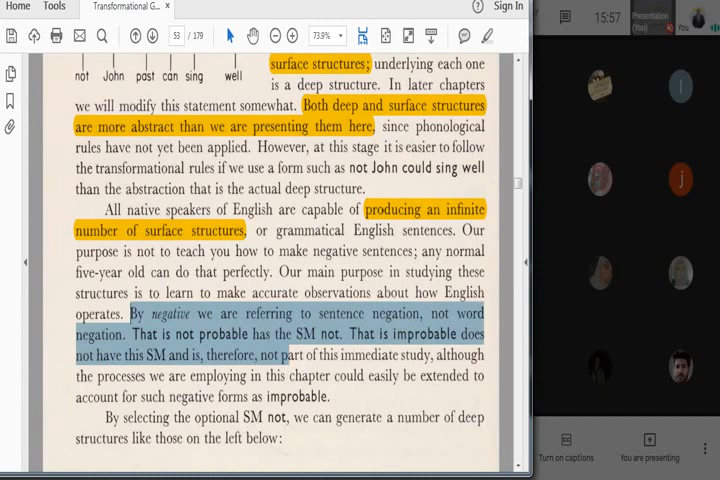 Home Tools Transformational G... × Sign In
53 / 179 73.9%
15:57 Presentation (You) You
not John past can sing well
surface structures; underlying each one
is a deep structure. In later chapters
we will modify this statement somewhat. Both deep and surface structures
are more abstract than we are presenting them here, since phonological
rules have not yet been applied. However, at this stage it is easier to follow
the transformational rules if we use a form such as not John could sing well
than the abstraction that is the actual deep structure.
All native speakers of English are capable of producing an infinite
number of surface structures, or grammatical English sentences. Our
purpose is not to teach you how to make negative sentences; any normal
five-year old can do that perfectly. Our main purpose in studying these
structures is to learn to make accurate observations about how English
operates. By negative we are referring to sentence negation, not word
negation. That is not probable has the SM not. That is improbable does
not have this SM and is, therefore, not part of this immediate study, although
the processes we are employing in this chapter could easily be extended to
account for such negative forms as improbable.
By selecting the optional SM not, we can generate a number of deep
structures like those on the left below:
j
Turn on captions You are presenting